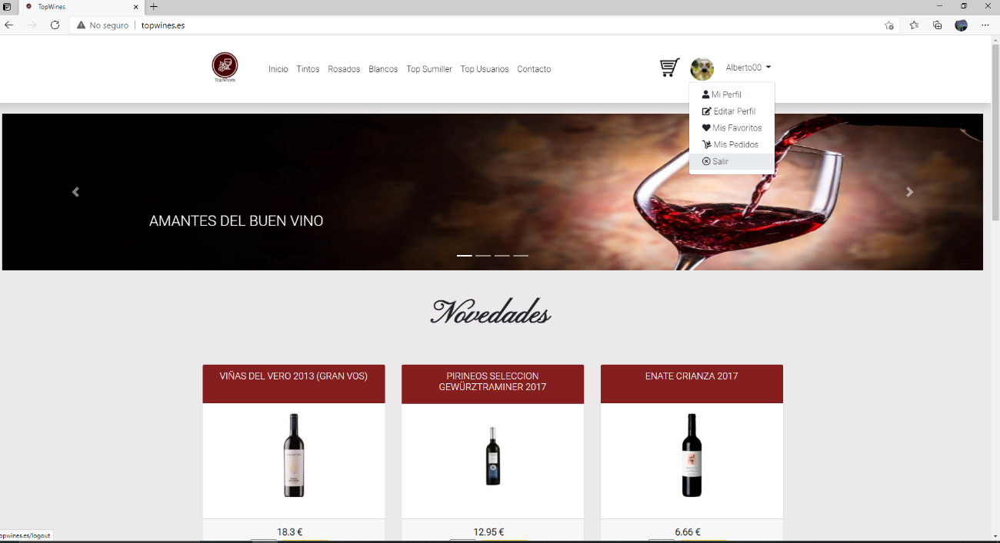 TopWines
No seguro
topwines.es
TopWines
Inicio Tintos Rosados Blancos Top Sumiller Top Usuarios Contacto
Alberto00
Mi Perfil
Editar Perfil
Mis Favoritos
Mis Pedidos
Salir
AMANTES DEL BUEN VINO
Novedades
VIÑAS DEL VERO 2013 (GRAN VOS)
PIRINEOS SELECCION
GEWÜRZTRAMINER 2017
ENATE CRIANZA 2017
18.3 €
12.95 €
6.66 €
opwines.es/logout